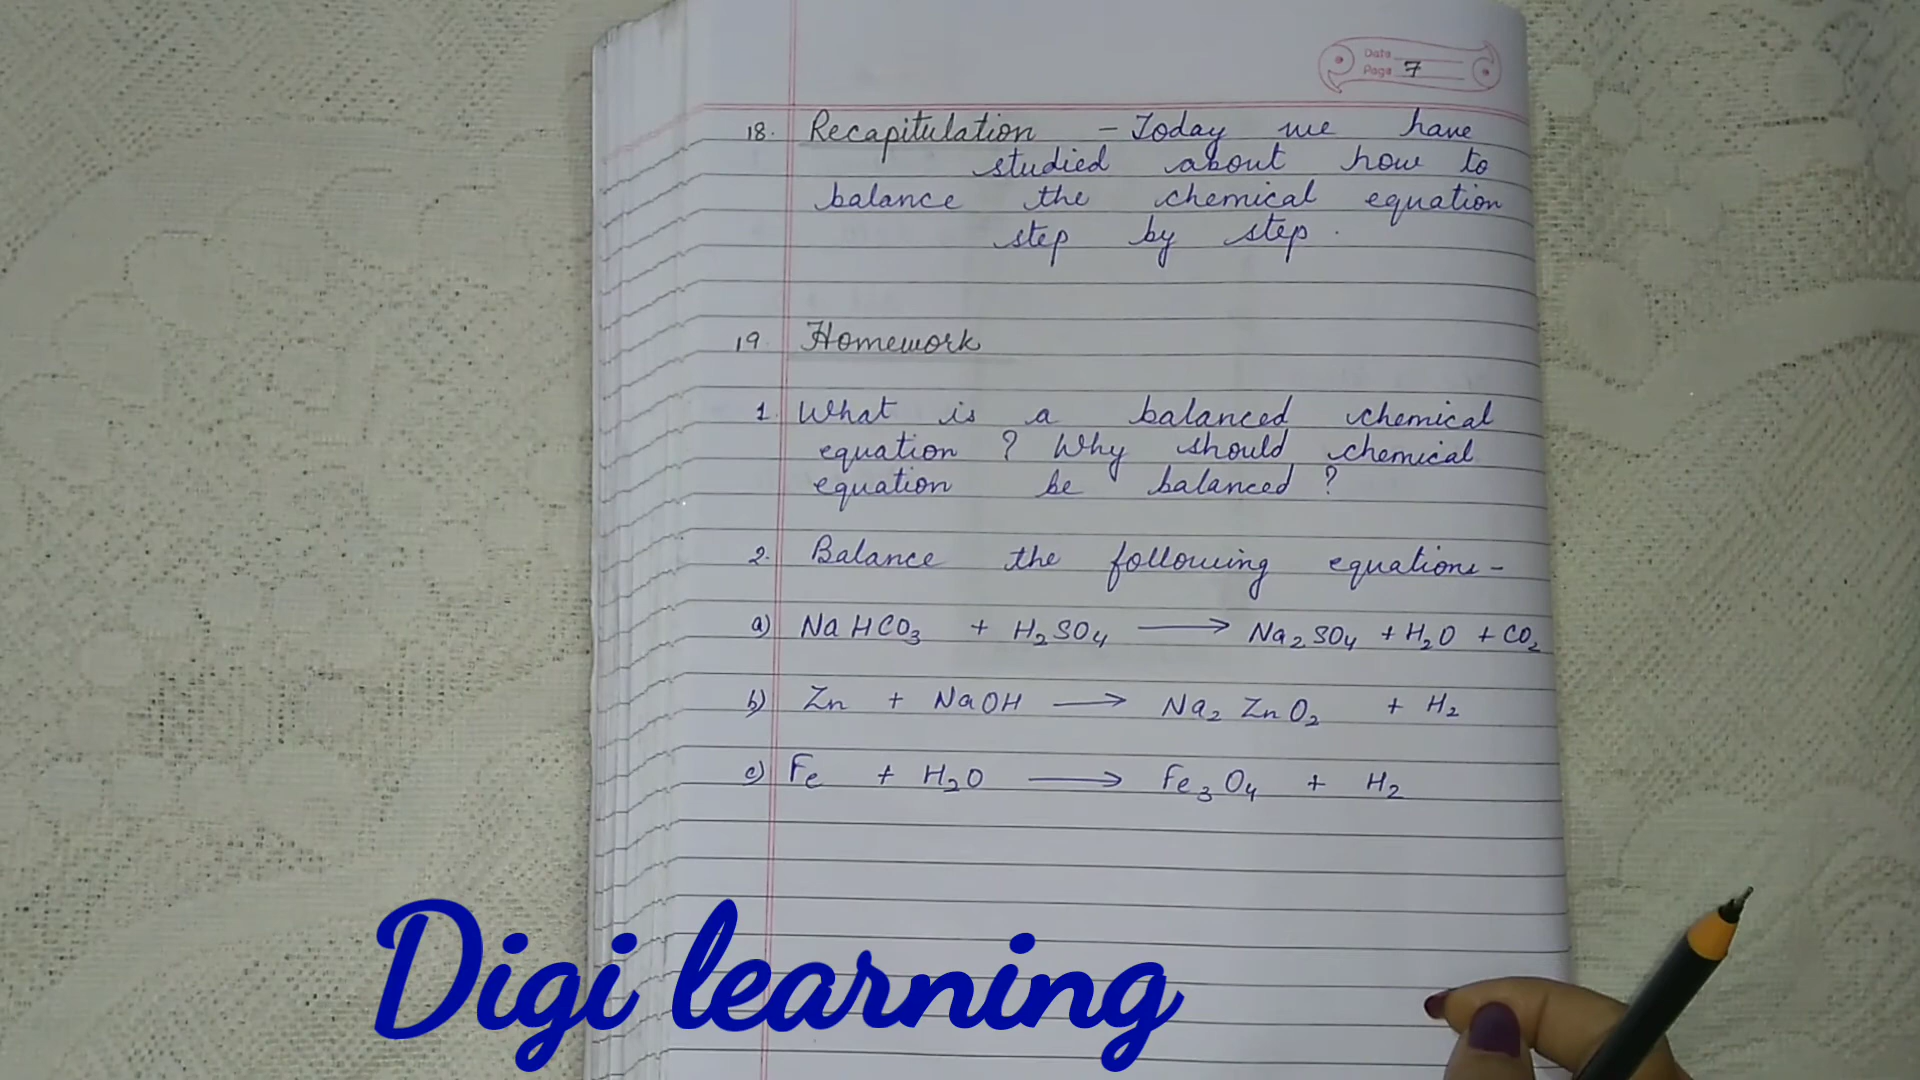 Date
Page 7
18. Recapitulation - Today we have
studied about how to
balance the chemical equation
step by step.
19. Homework
1. What is a balanced chemical
equation ? Why should chemical
equation be balanced ?
2. Balance the following equations -
a) NaHCO₃ + H₂SO₄ ⟶ Na₂SO₄ + H₂O + CO₂
b) Zn + NaOH ⟶ Na₂ZnO₂ + H₂
c) Fe + H₂O ⟶ Fe₃O₄ + H₂
Digi learning